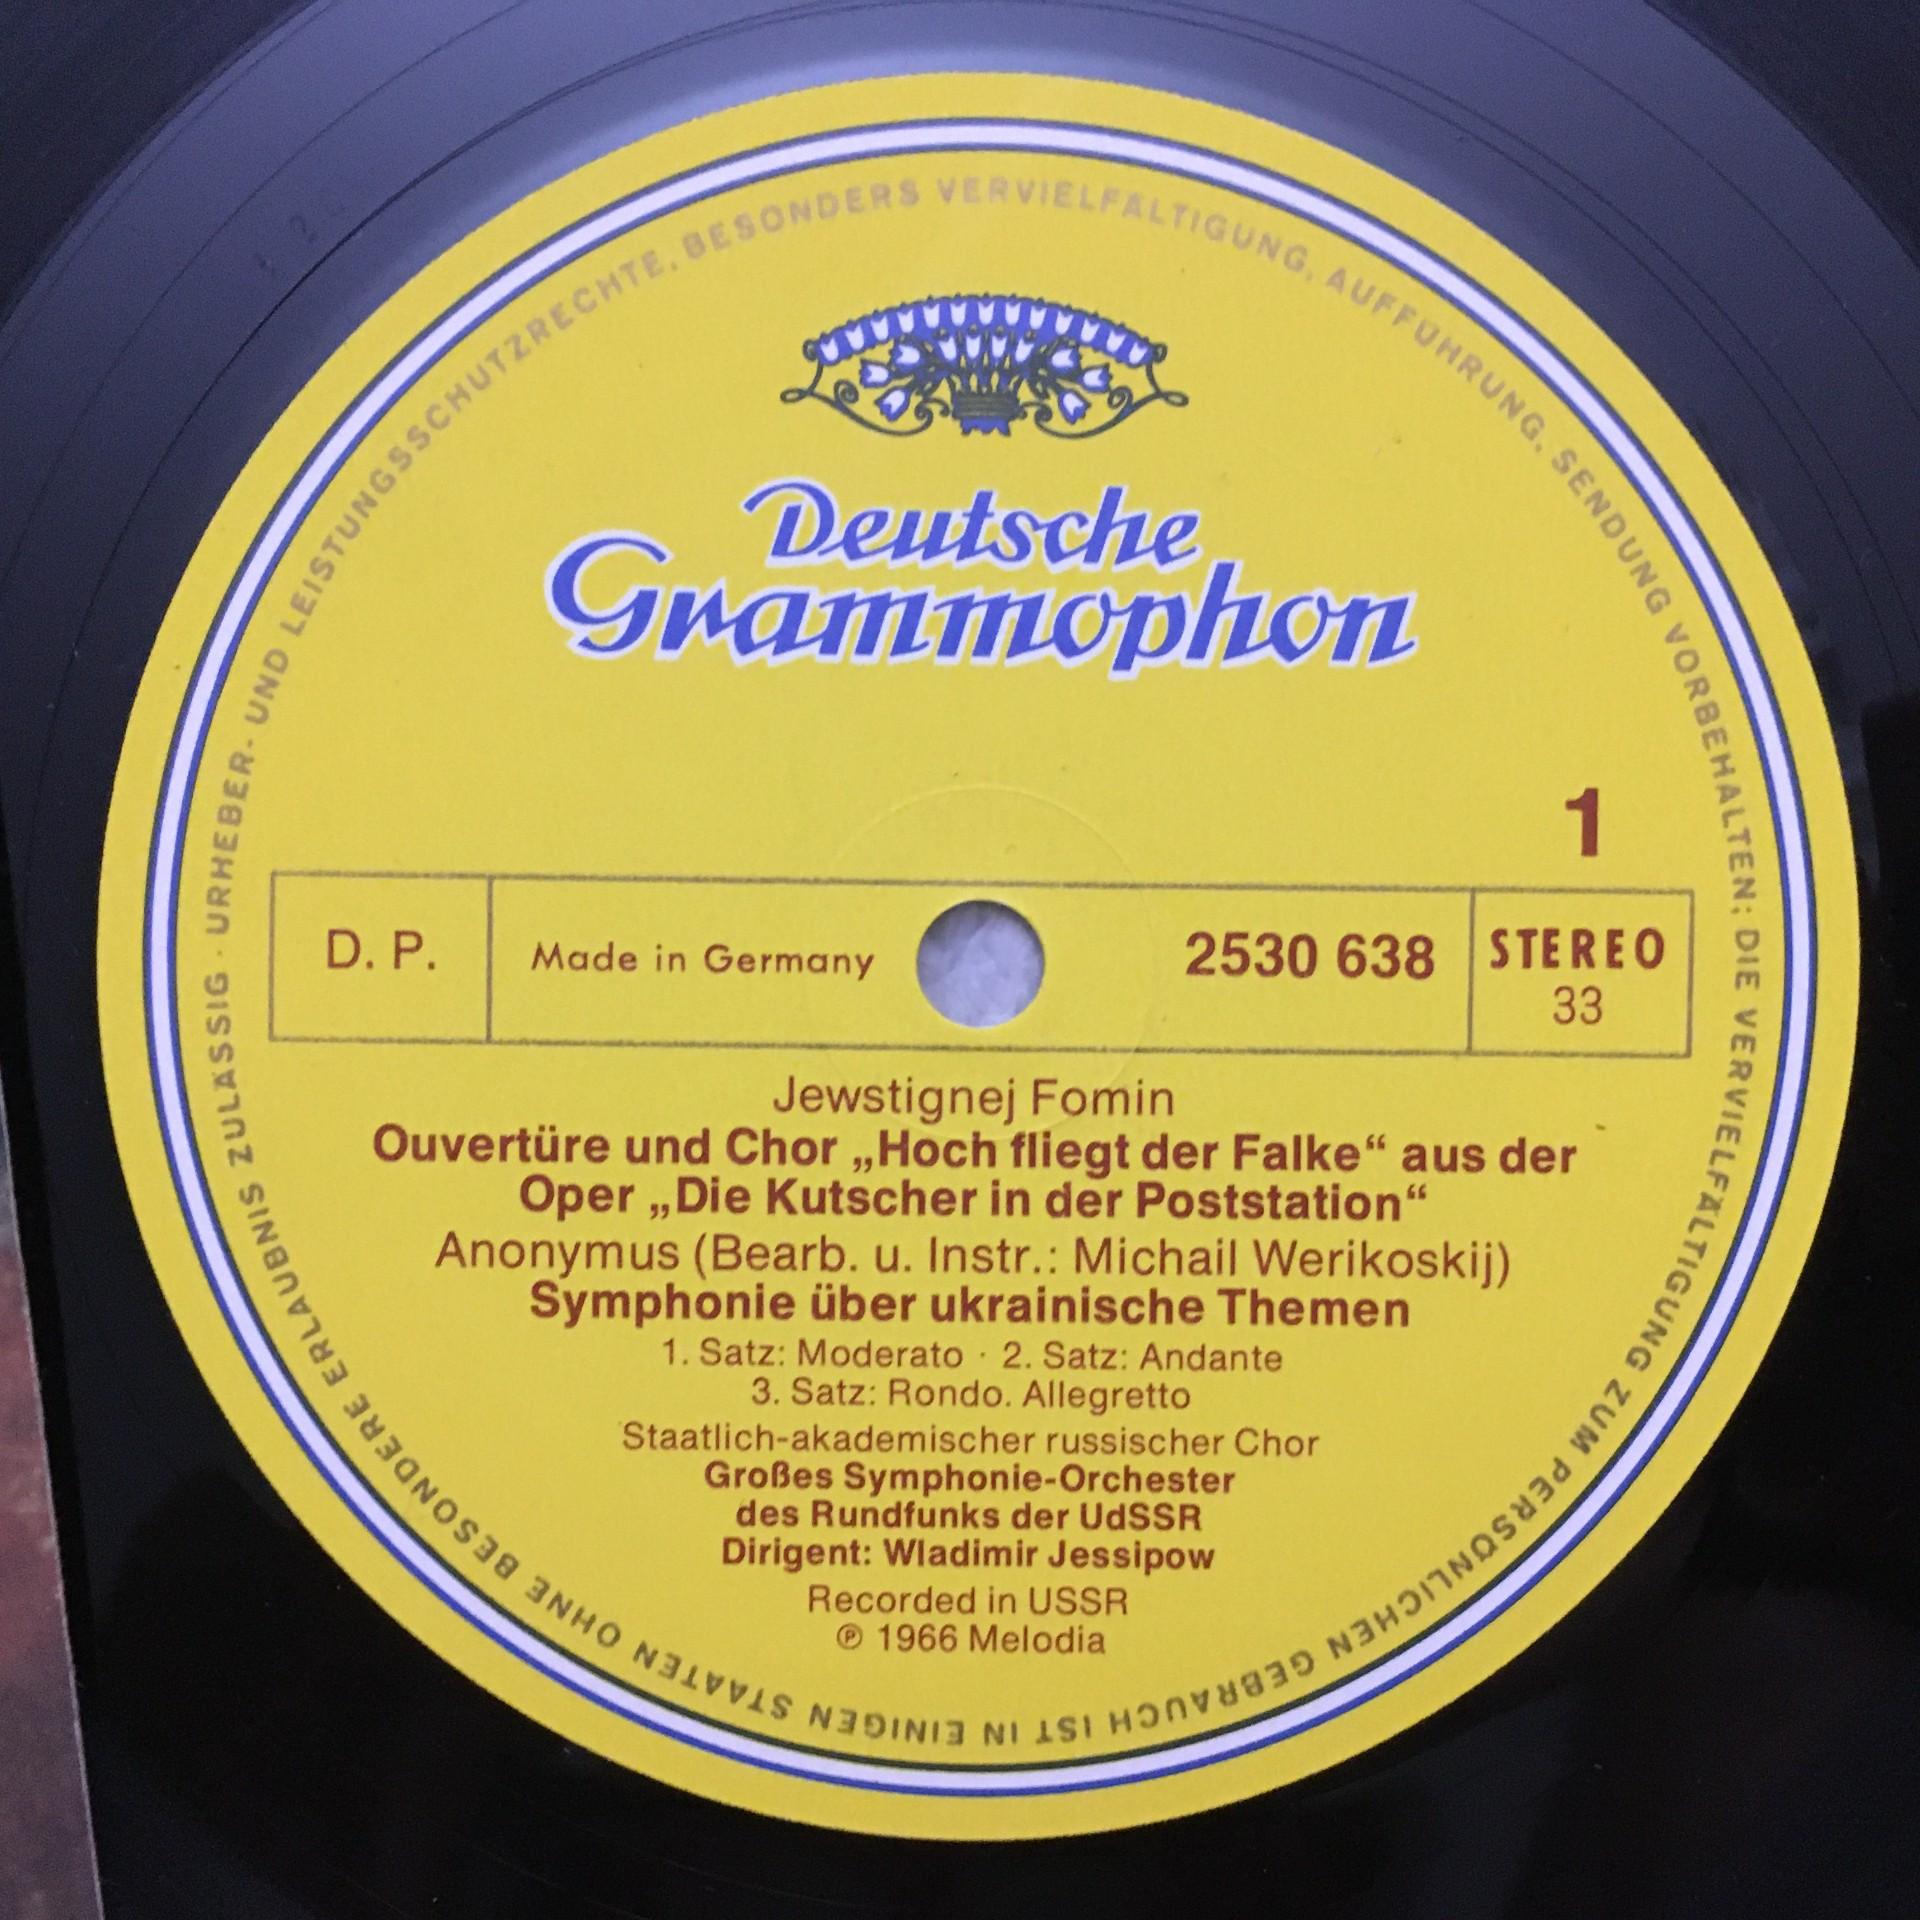 URHEBER- UND LEISTUNGSSCHUTZRECHTE, BESONDERS VERVIELFÄLTIGUNG, AUFFÜHRUNG, SENDUNG VORBEHALTEN; DIE VERVIELFÄLTIGUNG ZUM PERSÖNLICHEN GEBRAUCH IST IN EINIGEN STAATEN OHNE BESONDERE ERLAUBNIS ZULÄSSIG ·
Deutsche
Grammophon
1
D. P. Made in Germany 2530 638 STEREO
33
Jewstignej Fomin
Ouvertüre und Chor „Hoch fliegt der Falke“ aus der
Oper „Die Kutscher in der Poststation“
Anonymus (Bearb. u. Instr.: Michail Werikoskij)
Symphonie über ukrainische Themen
1. Satz: Moderato · 2. Satz: Andante
3. Satz: Rondo. Allegretto
Staatlich-akademischer russischer Chor
Großes Symphonie-Orchester
des Rundfunks der UdSSR
Dirigent: Wladimir Jessipow
Recorded in USSR
℗ 1966 Melodia